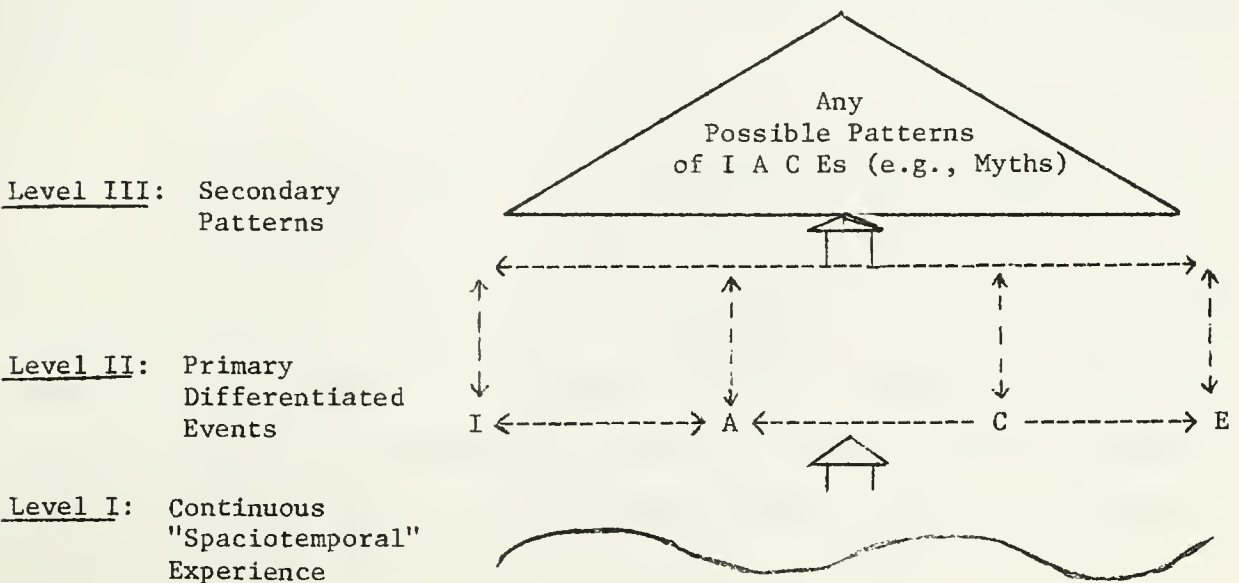 Any
Possible Patterns
of I A C Es (e.g., Myths)
Level III: Secondary
Patterns
Level II: Primary
Differentiated
Events
I A C E
Level I: Continuous
"Spaciotemporal"
Experience